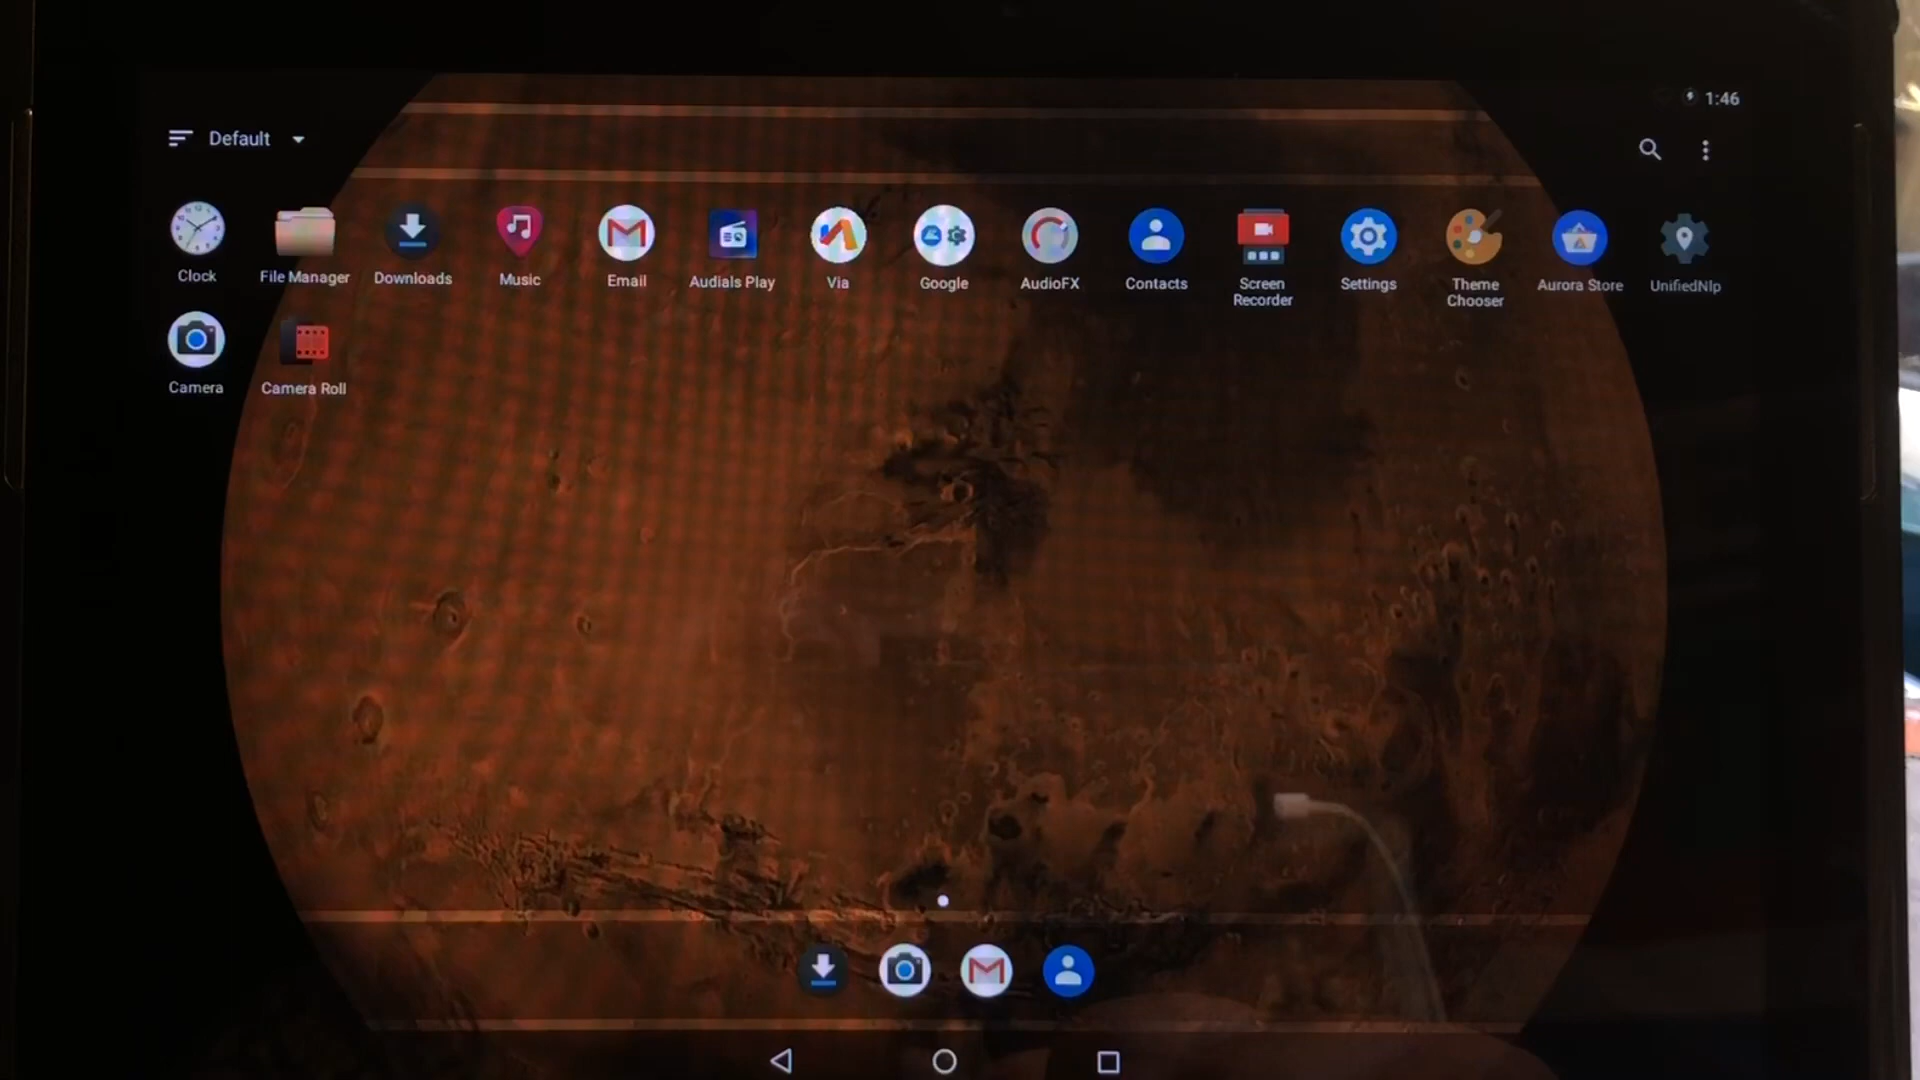 1:46
Default
Clock
File Manager
Downloads
Music
Email
Audials Play
Via
Google
AudioFX
Contacts
Screen
Recorder
Settings
Theme
Chooser
Aurora Store
UnifiedNlp
Camera
Camera Roll